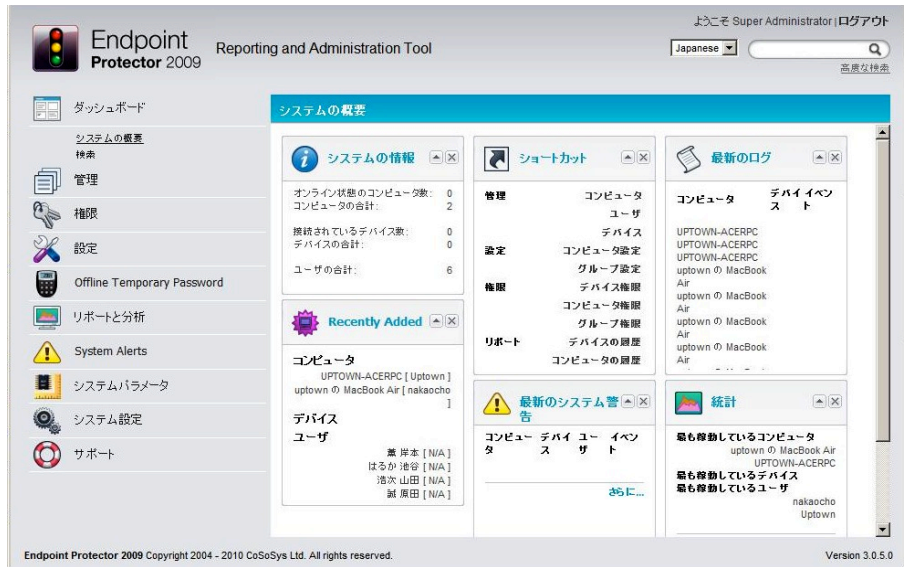 ようこそ Super Administrator | ログアウト
Endpoint
Protector 2009
Reporting and Administration Tool
Japanese
高度な検索
ダッシュボード
システムの概要
検索
管理
権限
設定
Offline Temporary Password
リポートと分析
System Alerts
システムパラメータ
システム設定
サポート
システムの概要
システムの情報
オンライン状態のコンピュータ数: 0
コンピュータの合計: 2
接続されているデバイス数: 0
デバイスの合計: 0
ユーザの合計: 6
Recently Added
コンピュータ
UPTOWN-ACERPC [ Uptown ]
uptown の MacBook Air [ nakaocho
]
デバイス
ユーザ
薫 岸本 [ N/A ]
はるか 池谷 [ N/A ]
浩次 山田 [ N/A ]
誠 原田 [ N/A ]
ショートカット
管理 コンピュータ
ユーザ
デバイス
設定 コンピュータ設定
グループ設定
権限 デバイス権限
コンピュータ権限
グループ権限
リポート デバイスの履歴
コンピュータの履歴
最新のシステム警
告
コンピュー デバイ ユー イベン
タ ス ザ ト
さらに...
最新のログ
コンピュータ デバイ イベン
ス ト
UPTOWN-ACERPC
UPTOWN-ACERPC
UPTOWN-ACERPC
uptown の MacBook
Air
uptown の MacBook
Air
uptown の MacBook
Air
uptown の MacBook
Air
統計
最も稼動しているコンピュータ
uptown の MacBook Air
UPTOWN-ACERPC
最も稼動しているデバイス
最も稼動しているユーザ
nakaocho
Uptown
Endpoint Protector 2009 Copyright 2004 - 2010 CoSoSys Ltd. All rights reserved.
Version 3.0.5.0